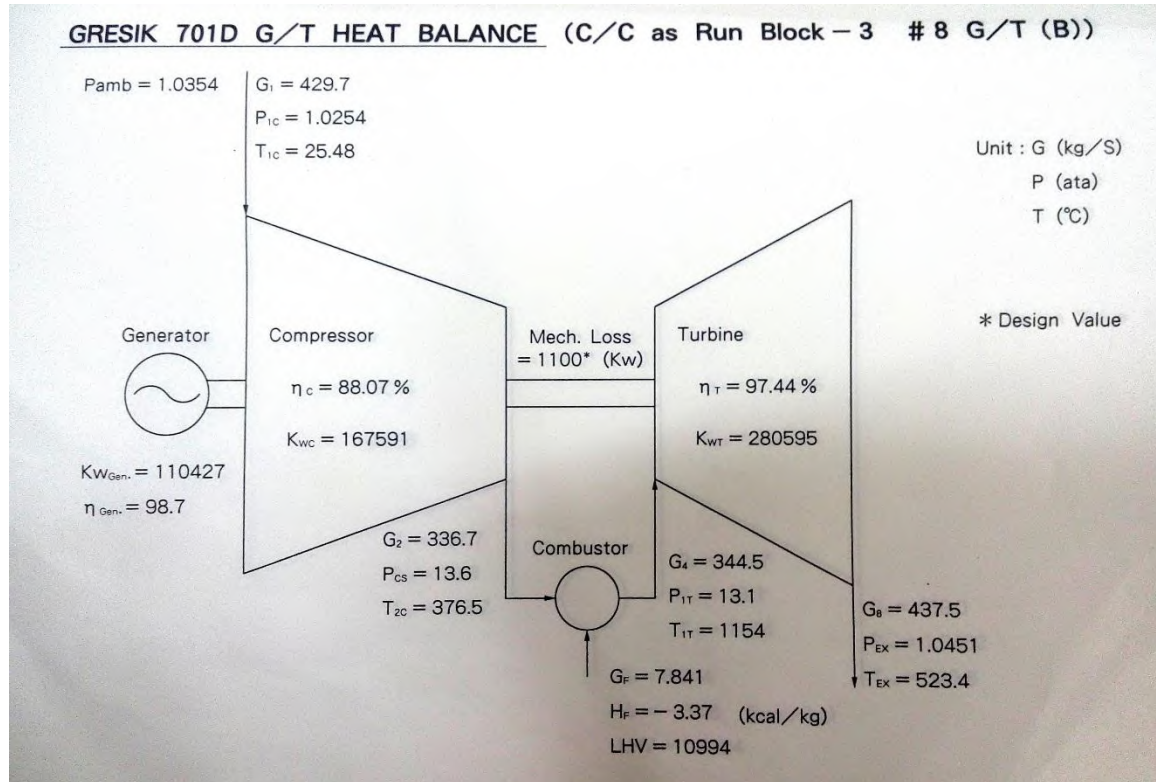 GRESIK 701D G/T HEAT BALANCE (C/C as Run Block - 3 #8 G/T (B))
Pamb = 1.0354
G₁ = 429.7
P₁c = 1.0254
T₁c = 25.48
Unit : G (kg/S)
P (ata)
T (℃)
* Design Value
Generator
Compressor
ηc = 88.07 %
Kwc = 167591
Mech. Loss
= 1100* (Kw)
Turbine
ηT = 97.44 %
KwT = 280595
KwGen. = 110427
ηGen. = 98.7
G₂ = 336.7
Pcs = 13.6
T₂c = 376.5
Combustor
G₄ = 344.5
P₁T = 13.1
T₁T = 1154
G₈ = 437.5
PEX = 1.0451
TEX = 523.4
GF = 7.841
HF = - 3.37 (kcal/kg)
LHV = 10994